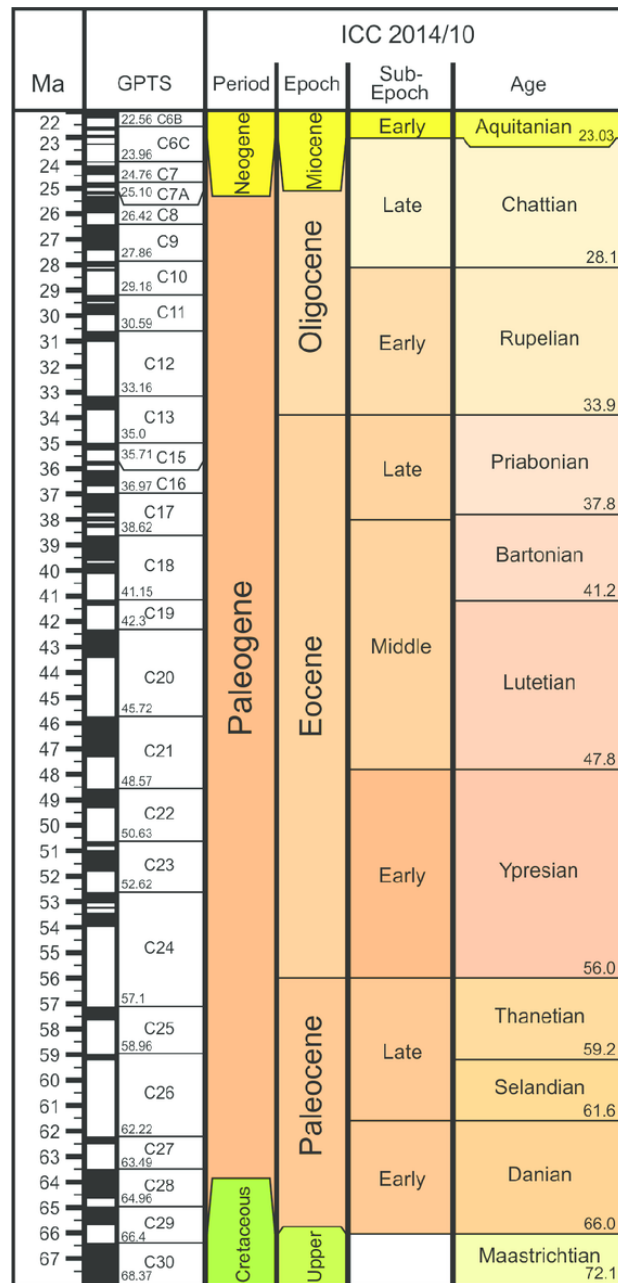 ICC 2014/10
Ma
GPTS
Period
Epoch
Sub-
Epoch
Age
22
23
24
25
26
27
28
29
30
31
32
33
34
35
36
37
38
39
40
41
42
43
44
45
46
47
48
49
50
51
52
53
54
55
56
57
58
59
60
61
62
63
64
65
66
67
22.56 C6B
C6C
23.96
24.76 C7
25.10 C7A
26.42 C8
C9
27.86
C10
29.18
C11
30.59
C12
33.16
C13
35.0
35.71 C15
36.97 C16
C17
38.62
C18
41.15
C19
42.3
C20
45.72
C21
48.57
C22
50.63
C23
52.62
C24
57.1
C25
58.96
C26
62.22
C27
63.49
C28
64.96
C29
66.4
C30
68.37
Neogene
Paleogene
Cretaceous
Miocene
Oligocene
Eocene
Paleocene
Upper
Early
Late
Early
Late
Middle
Early
Late
Early
Aquitanian 23.03
Chattian
28.1
Rupelian
33.9
Priabonian
37.8
Bartonian
41.2
Lutetian
47.8
Ypresian
56.0
Thanetian
59.2
Selandian
61.6
Danian
66.0
Maastrichtian
72.1